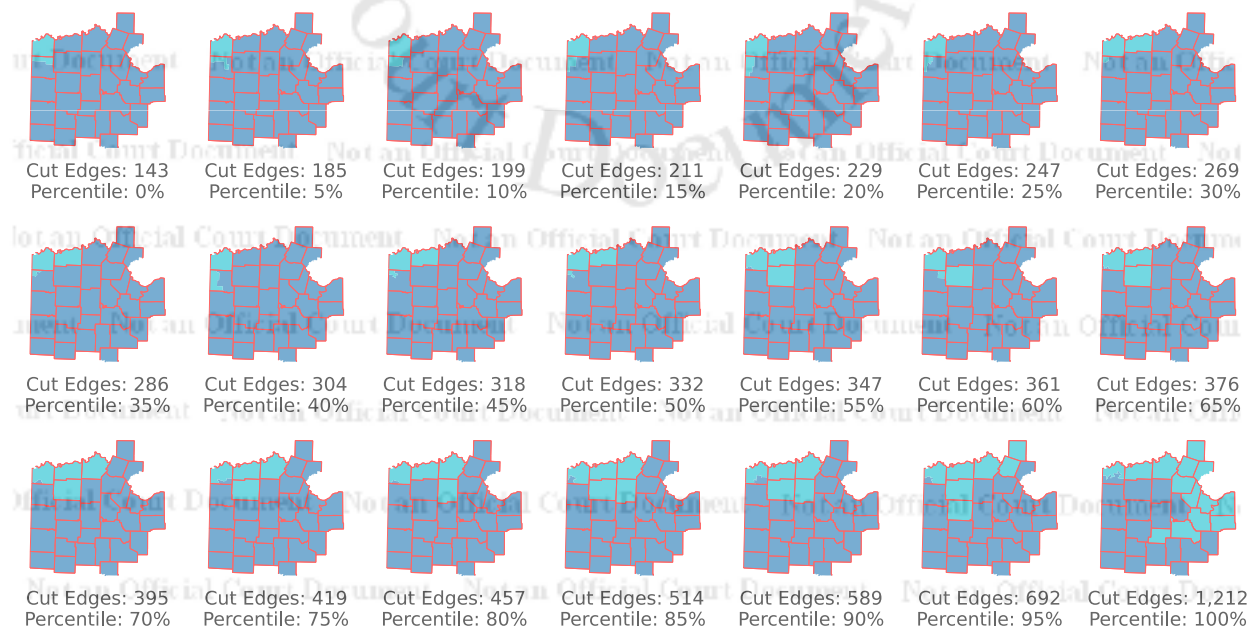 Cut Edges: 143
Percentile: 0%
Cut Edges: 185
Percentile: 5%
Cut Edges: 199
Percentile: 10%
Cut Edges: 211
Percentile: 15%
Cut Edges: 229
Percentile: 20%
Cut Edges: 247
Percentile: 25%
Cut Edges: 269
Percentile: 30%
Cut Edges: 286
Percentile: 35%
Cut Edges: 304
Percentile: 40%
Cut Edges: 318
Percentile: 45%
Cut Edges: 332
Percentile: 50%
Cut Edges: 347
Percentile: 55%
Cut Edges: 361
Percentile: 60%
Cut Edges: 376
Percentile: 65%
Cut Edges: 395
Percentile: 70%
Cut Edges: 419
Percentile: 75%
Cut Edges: 457
Percentile: 80%
Cut Edges: 514
Percentile: 85%
Cut Edges: 589
Percentile: 90%
Cut Edges: 692
Percentile: 95%
Cut Edges: 1,212
Percentile: 100%
Not an Official Court Document